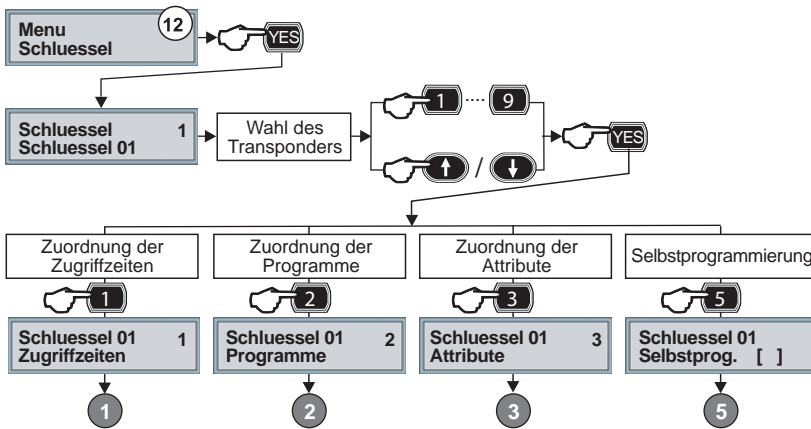 Menu 12
Schluessel
YES
Schluessel 1
Schluessel 01
Wahl des
Transponders
1 .... 9
/
YES
Zuordnung der
Zugriffzeiten
Zuordnung der
Programme
Zuordnung der
Attribute
Selbstprogrammierung
1
2
3
5
Schluessel 01 1
Zugriffzeiten
Schluessel 01 2
Programme
Schluessel 01 3
Attribute
Schluessel 01
Selbstprog. [ ]
1
2
3
5